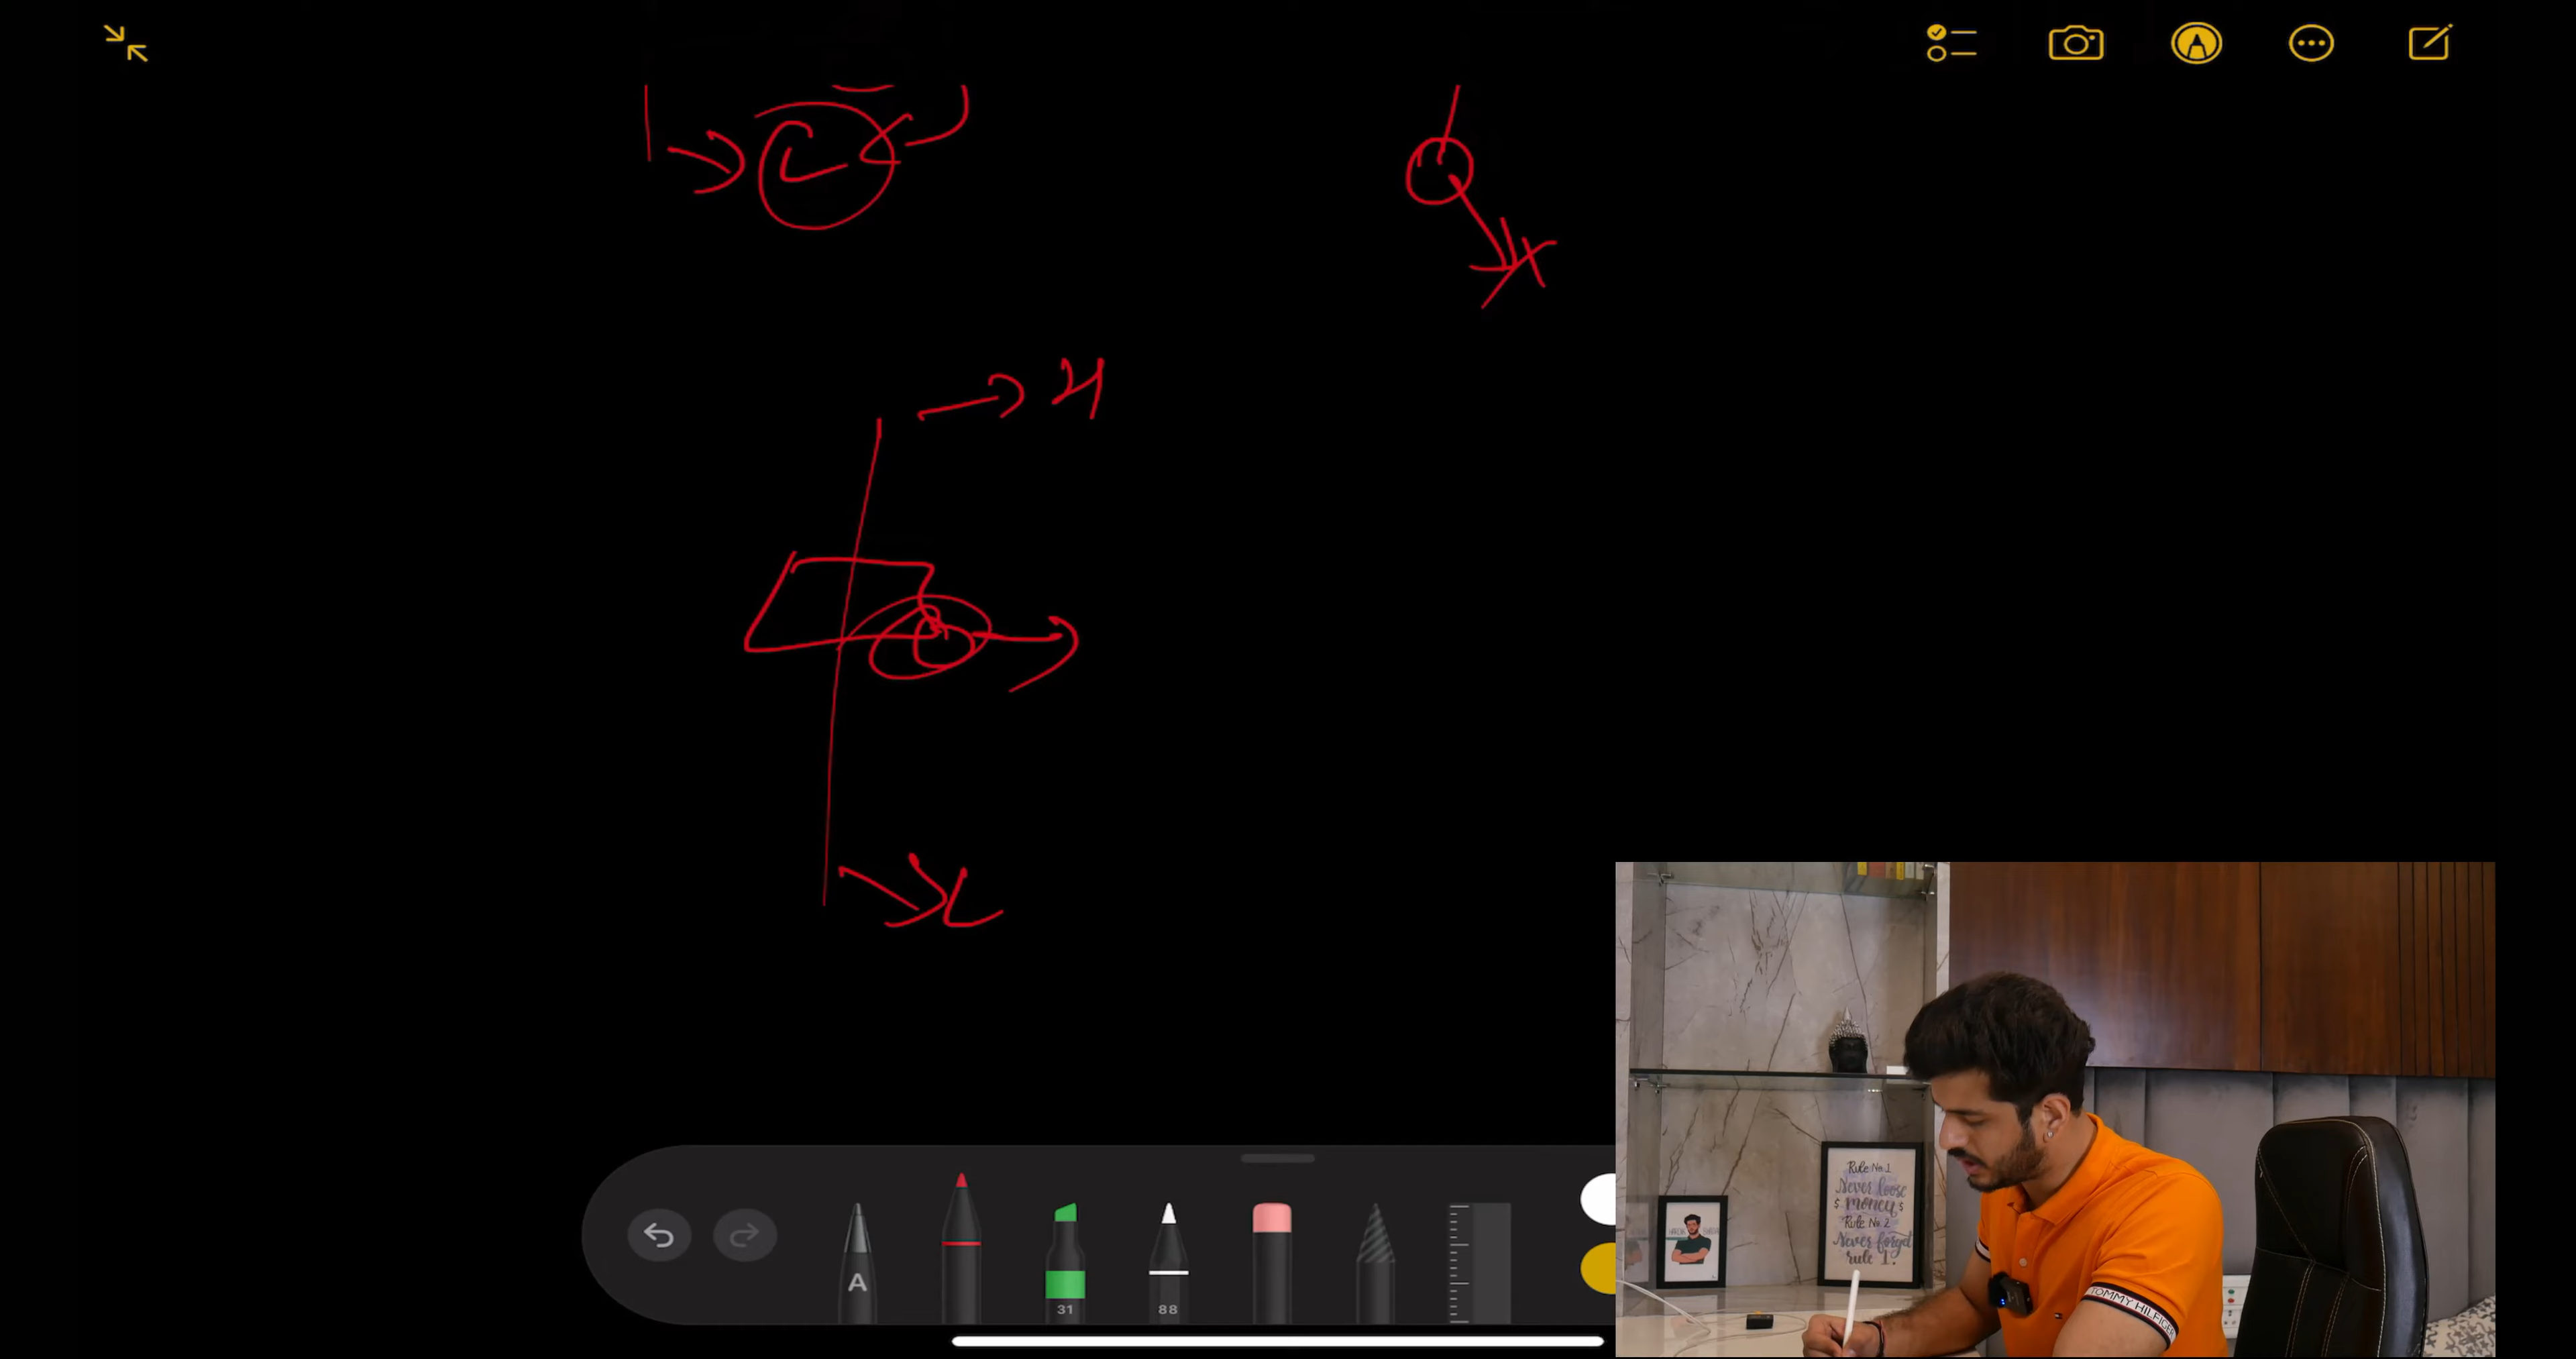 C
H
L
A
31
88
Rule No.1
Never loose
$ money $
Rule No.2
Never forget
rule 1.
TOMMY HILFIGER